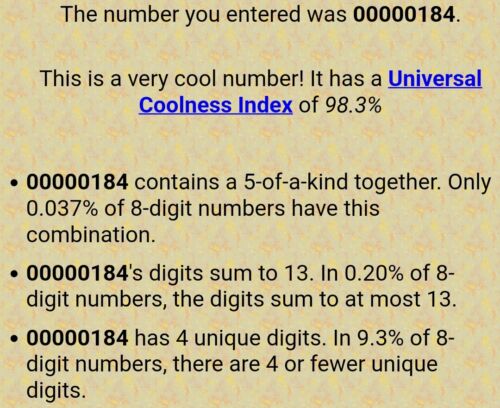 The number you entered was 00000184.
This is a very cool number! It has a Universal
Coolness Index of 98.3%
• 00000184 contains a 5-of-a-kind together. Only
0.037% of 8-digit numbers have this
combination.
• 00000184's digits sum to 13. In 0.20% of 8-
digit numbers, the digits sum to at most 13.
• 00000184 has 4 unique digits. In 9.3% of 8-
digit numbers, there are 4 or fewer unique
digits.